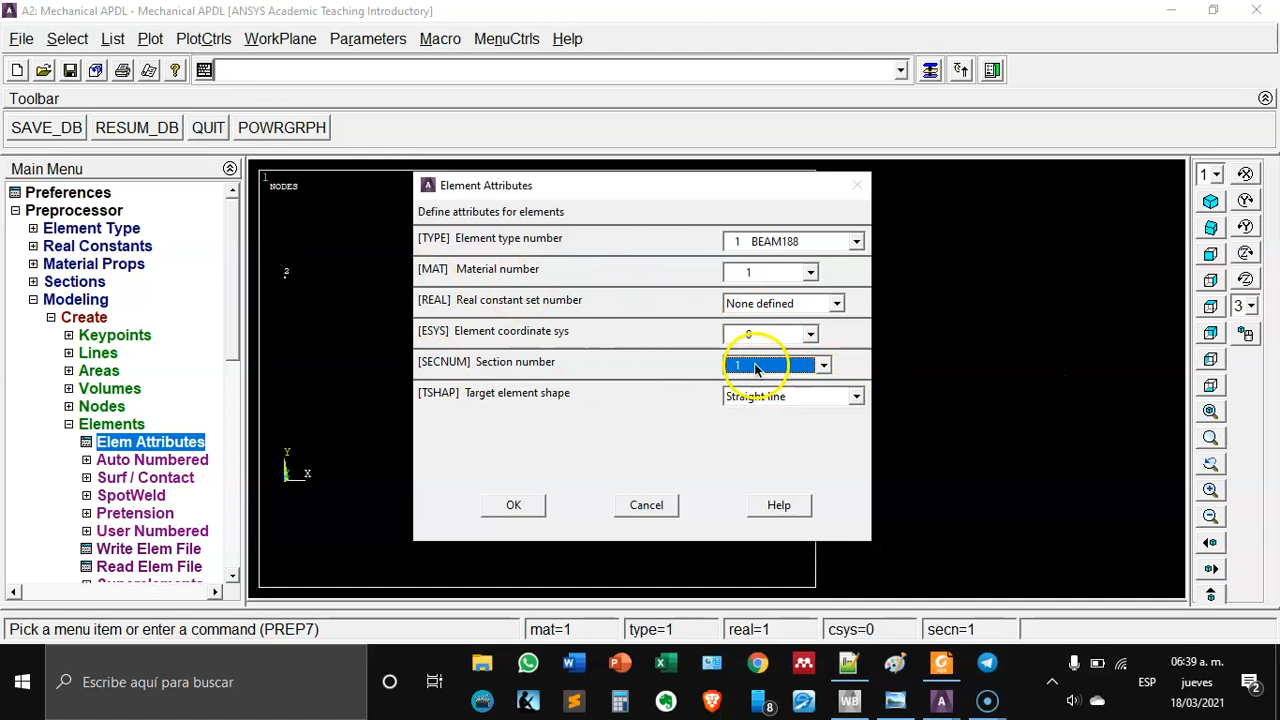 A2: Mechanical APDL - Mechanical APDL [ANSYS Academic Teaching Introductory]
File Select List Plot PlotCtrls WorkPlane Parameters Macro MenuCtrls Help
Toolbar
SAVE_DB RESUM_DB QUIT POWRGRPH
Main Menu
Preferences
Preprocessor
Element Type
Real Constants
Material Props
Sections
Modeling
Create
Keypoints
Lines
Areas
Volumes
Nodes
Elements
Elem Attributes
Auto Numbered
Surf / Contact
SpotWeld
Pretension
User Numbered
Write Elem File
Read Elem File
Superelements
1
NODES
2
Y
X
Element Attributes
Define attributes for elements
[TYPE] Element type number 1 BEAM188
[MAT] Material number 1
[REAL] Real constant set number None defined
[ESYS] Element coordinate sys 0
[SECNUM] Section number 1
[TSHAP] Target element shape Straight line
OK Cancel Help
1
3
Pick a menu item or enter a command (PREP7) mat=1 type=1 real=1 csys=0 secn=1
Escribe aquí para buscar
8
ESP
06:39 a. m.
jueves
18/03/2021
2